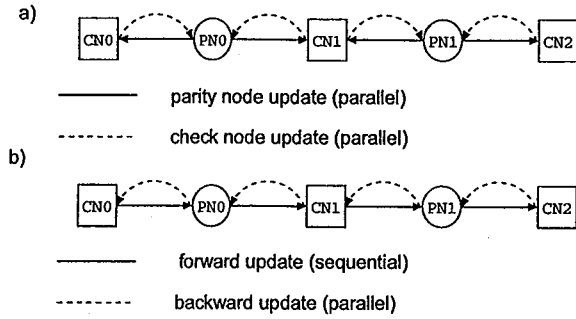 a)
CN0 PN0 CN1 PN1 CN2
parity node update (parallel)
check node update (parallel)
b)
CN0 PN0 CN1 PN1 CN2
forward update (sequential)
backward update (parallel)